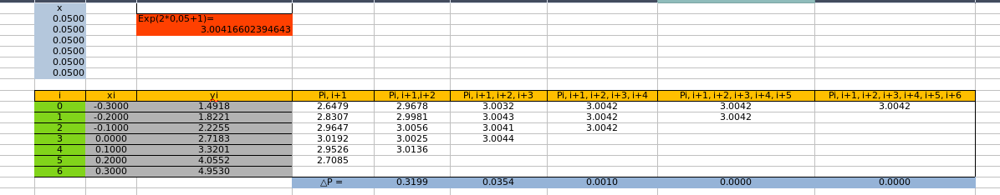 x
0.0500 Exp(2*0,05+1)=
0.0500 3.00416602394643
0.0500
0.0500
0.0500
0.0500
i xi yi Pi, i+1 Pi, i+1,i+2 Pi, i+1, i+2, i+3 Pi, i+1, i+2, i+3, i+4 Pi, i+1, i+2, i+3, i+4, i+5 Pi, i+1, i+2, i+3, i+4, i+5, i+6
0 -0.3000 1.4918 2.6479 2.9678 3.0032 3.0042 3.0042 3.0042
1 -0.2000 1.8221 2.8307 2.9981 3.0043 3.0042 3.0042
2 -0.1000 2.2255 2.9647 3.0056 3.0041 3.0042
3 0.0000 2.7183 3.0192 3.0025 3.0044
4 0.1000 3.3201 2.9526 3.0136
5 0.2000 4.0552 2.7085
6 0.3000 4.9530
△P = 0.3199 0.0354 0.0010 0.0000 0.0000